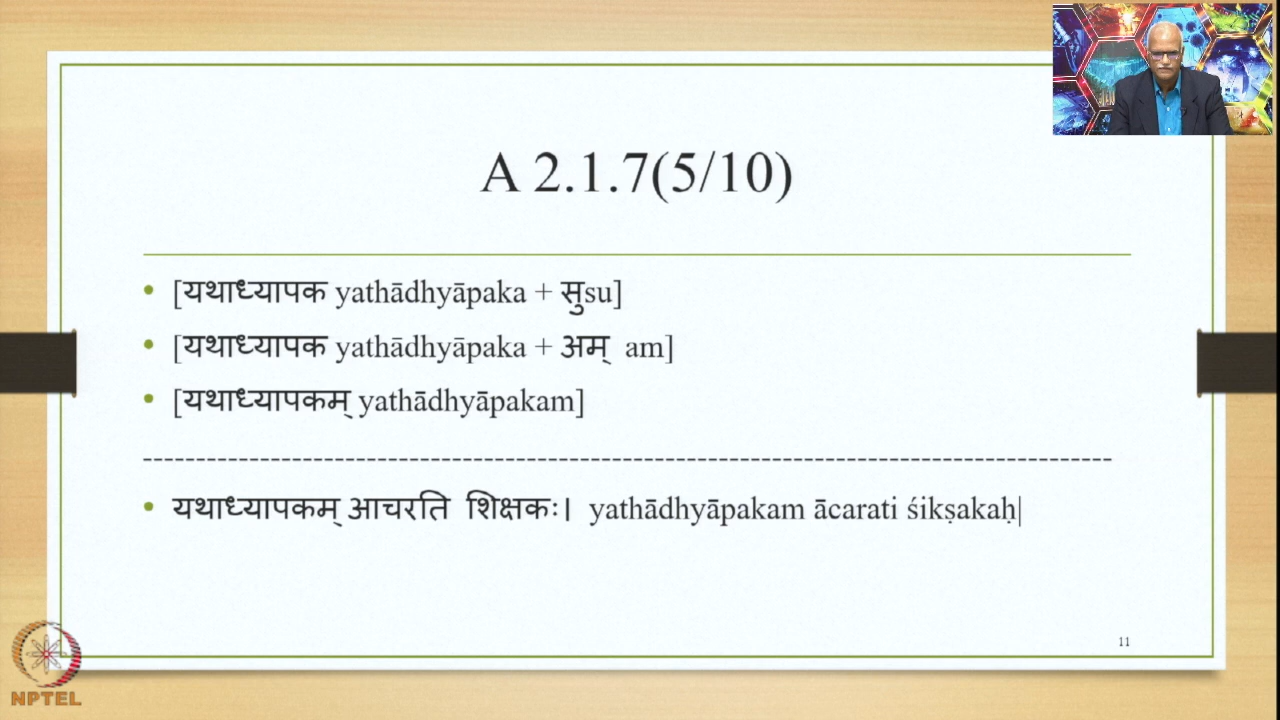 A 2.1.7(5/10)
• [यथाध्यापक yathādhyāpaka + सुsu]
• [यथाध्यापक yathādhyāpaka + अम् am]
• [यथाध्यापकम् yathādhyāpakam]
--------------------------------------------------------------------------------------------
• यथाध्यापकम् आचरति शिक्षकः। yathādhyāpakam ācarati śikṣakaḥ|
11
NPTEL